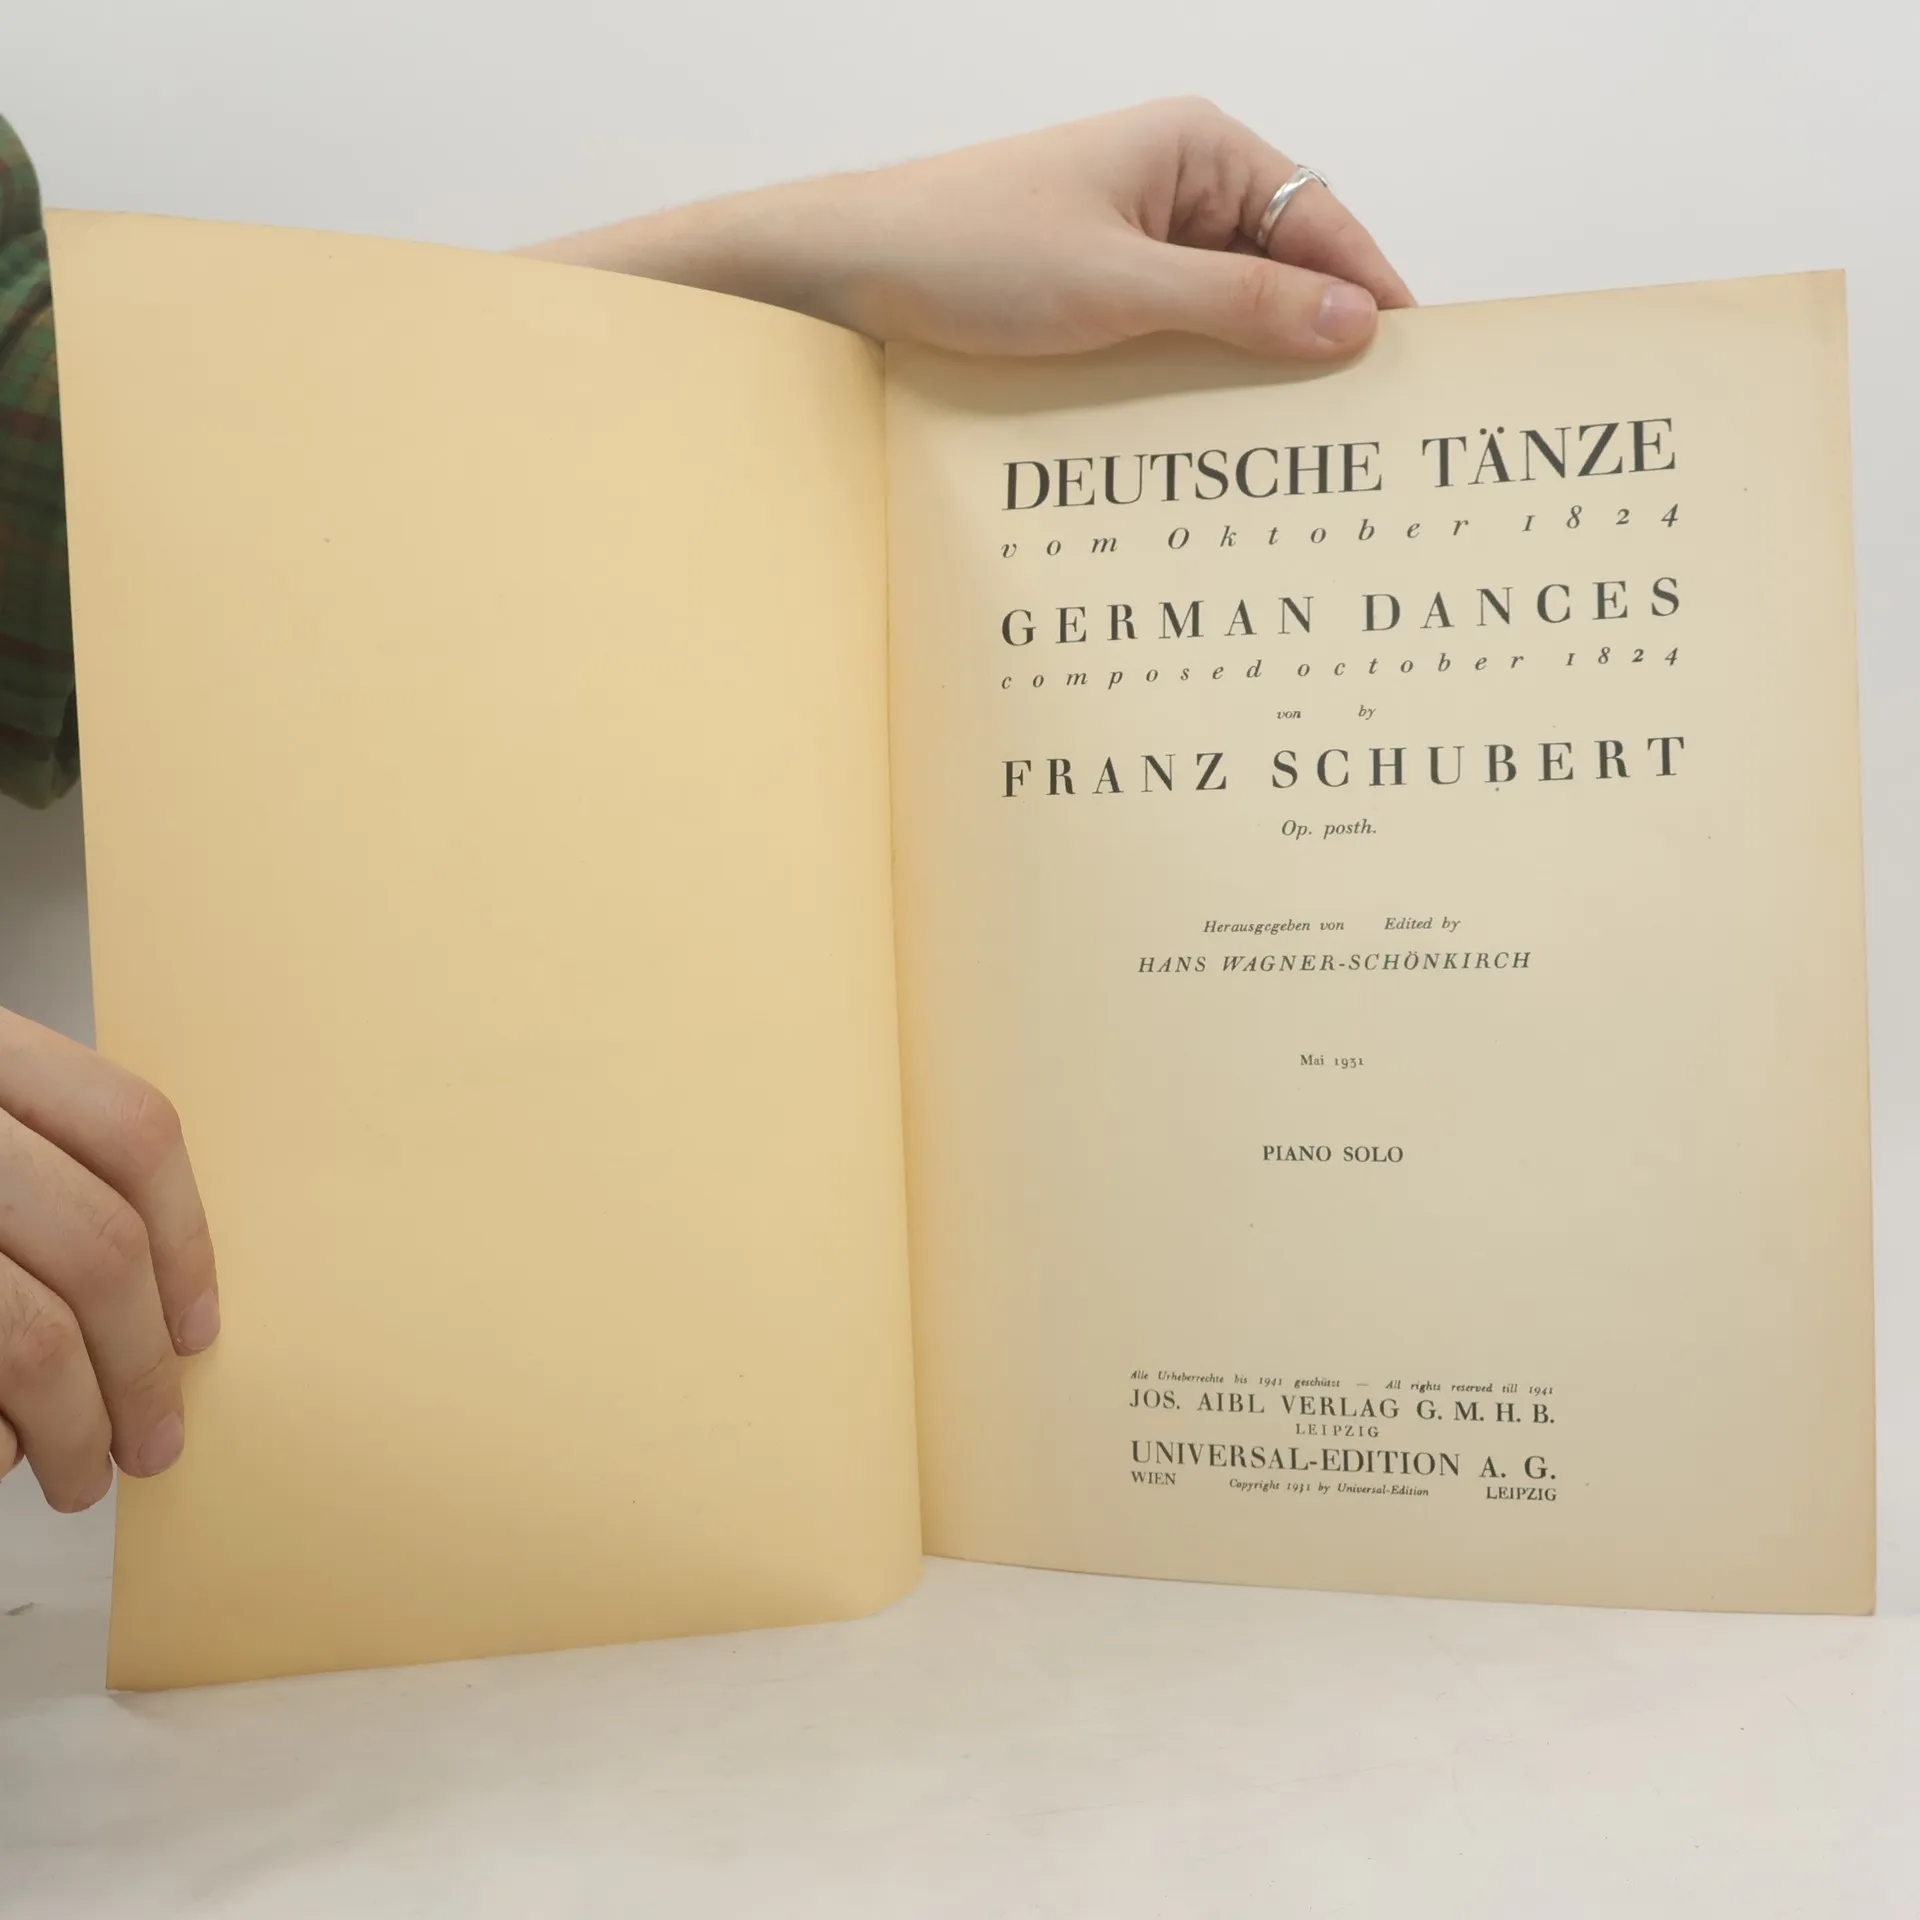 DEUTSCHE TÄNZE
vom Oktober 1824
GERMAN DANCES
composed october 1824
von by
FRANZ SCHUBERT
Op. posth.
Herausgegeben von Edited by
HANS WAGNER-SCHÖNKIRCH
Mai 1931
PIANO SOLO
Alle Urheberrechte bis 1941 geschützt — All rights reserved till 1941
JOS. AIBL VERLAG G. M. H. B.
LEIPZIG
UNIVERSAL-EDITION A. G.
WIEN Copyright 1931 by Universal-Edition LEIPZIG